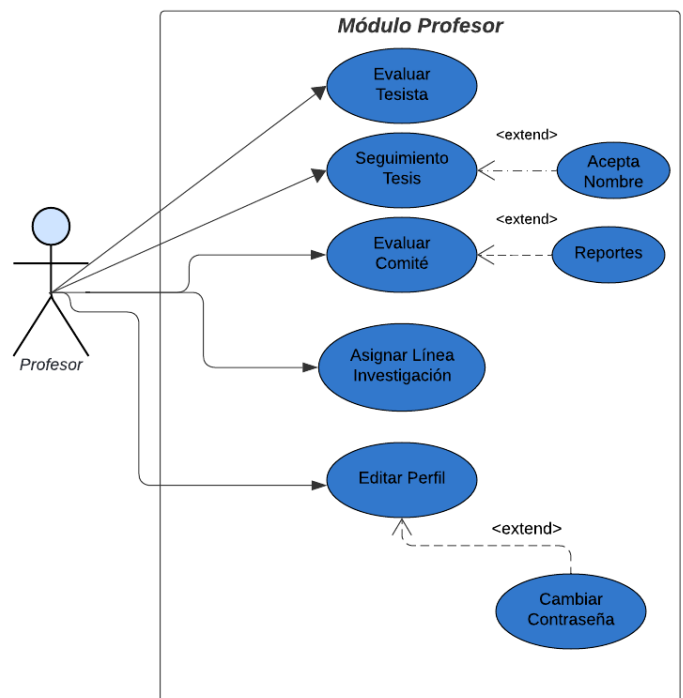 Módulo Profesor
Evaluar
Tesista
Seguimiento
Tesis
<extend>
Acepta
Nombre
Evaluar
Comité
<extend>
Reportes
Profesor
Asignar Línea
Investigación
Editar Perfil
<extend>
Cambiar
Contraseña